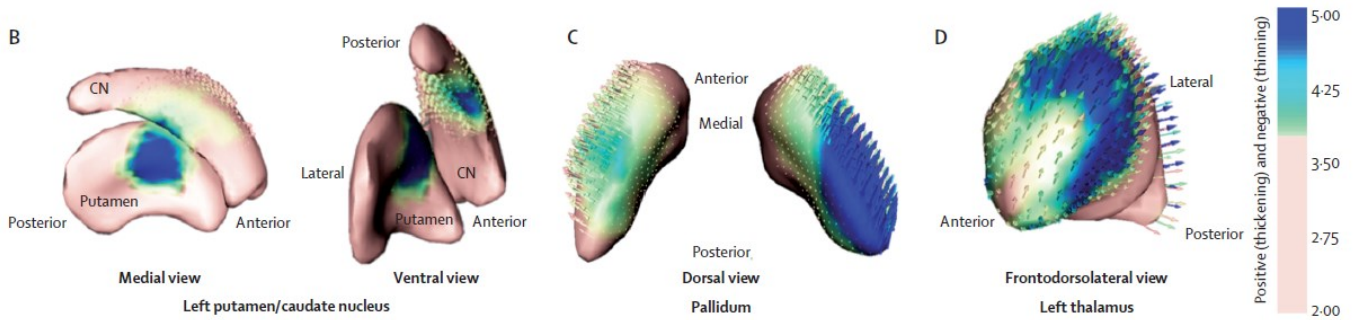 B
Posterior
CN
Putamen
Posterior
Anterior
Medial view
Lateral
CN
Putamen
Anterior
Ventral view
Left putamen/caudate nucleus
C
Anterior
Medial
Posterior
Dorsal view
Pallidum
D
Lateral
Anterior
Posterior
Frontodorsolateral view
Left thalamus
Positive (thickening) and negative (thinning)
5·00
4·25
3·50
2·75
2·00